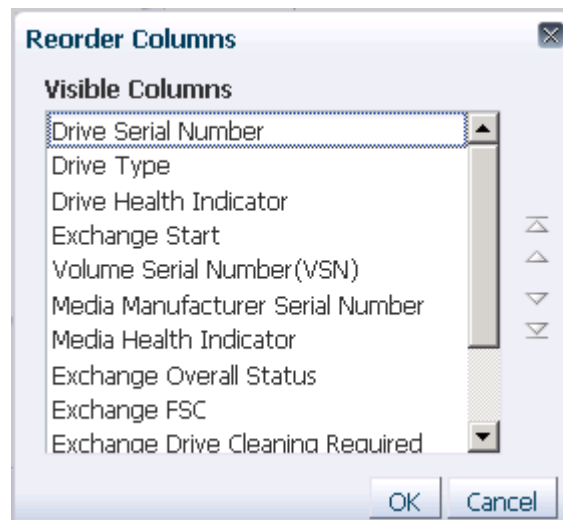 Reorder Columns
Visible Columns
Drive Serial Number
Drive Type
Drive Health Indicator
Exchange Start
Volume Serial Number(VSN)
Media Manufacturer Serial Number
Media Health Indicator
Exchange Overall Status
Exchange FSC
Exchange Drive Cleaning Required
OK Cancel